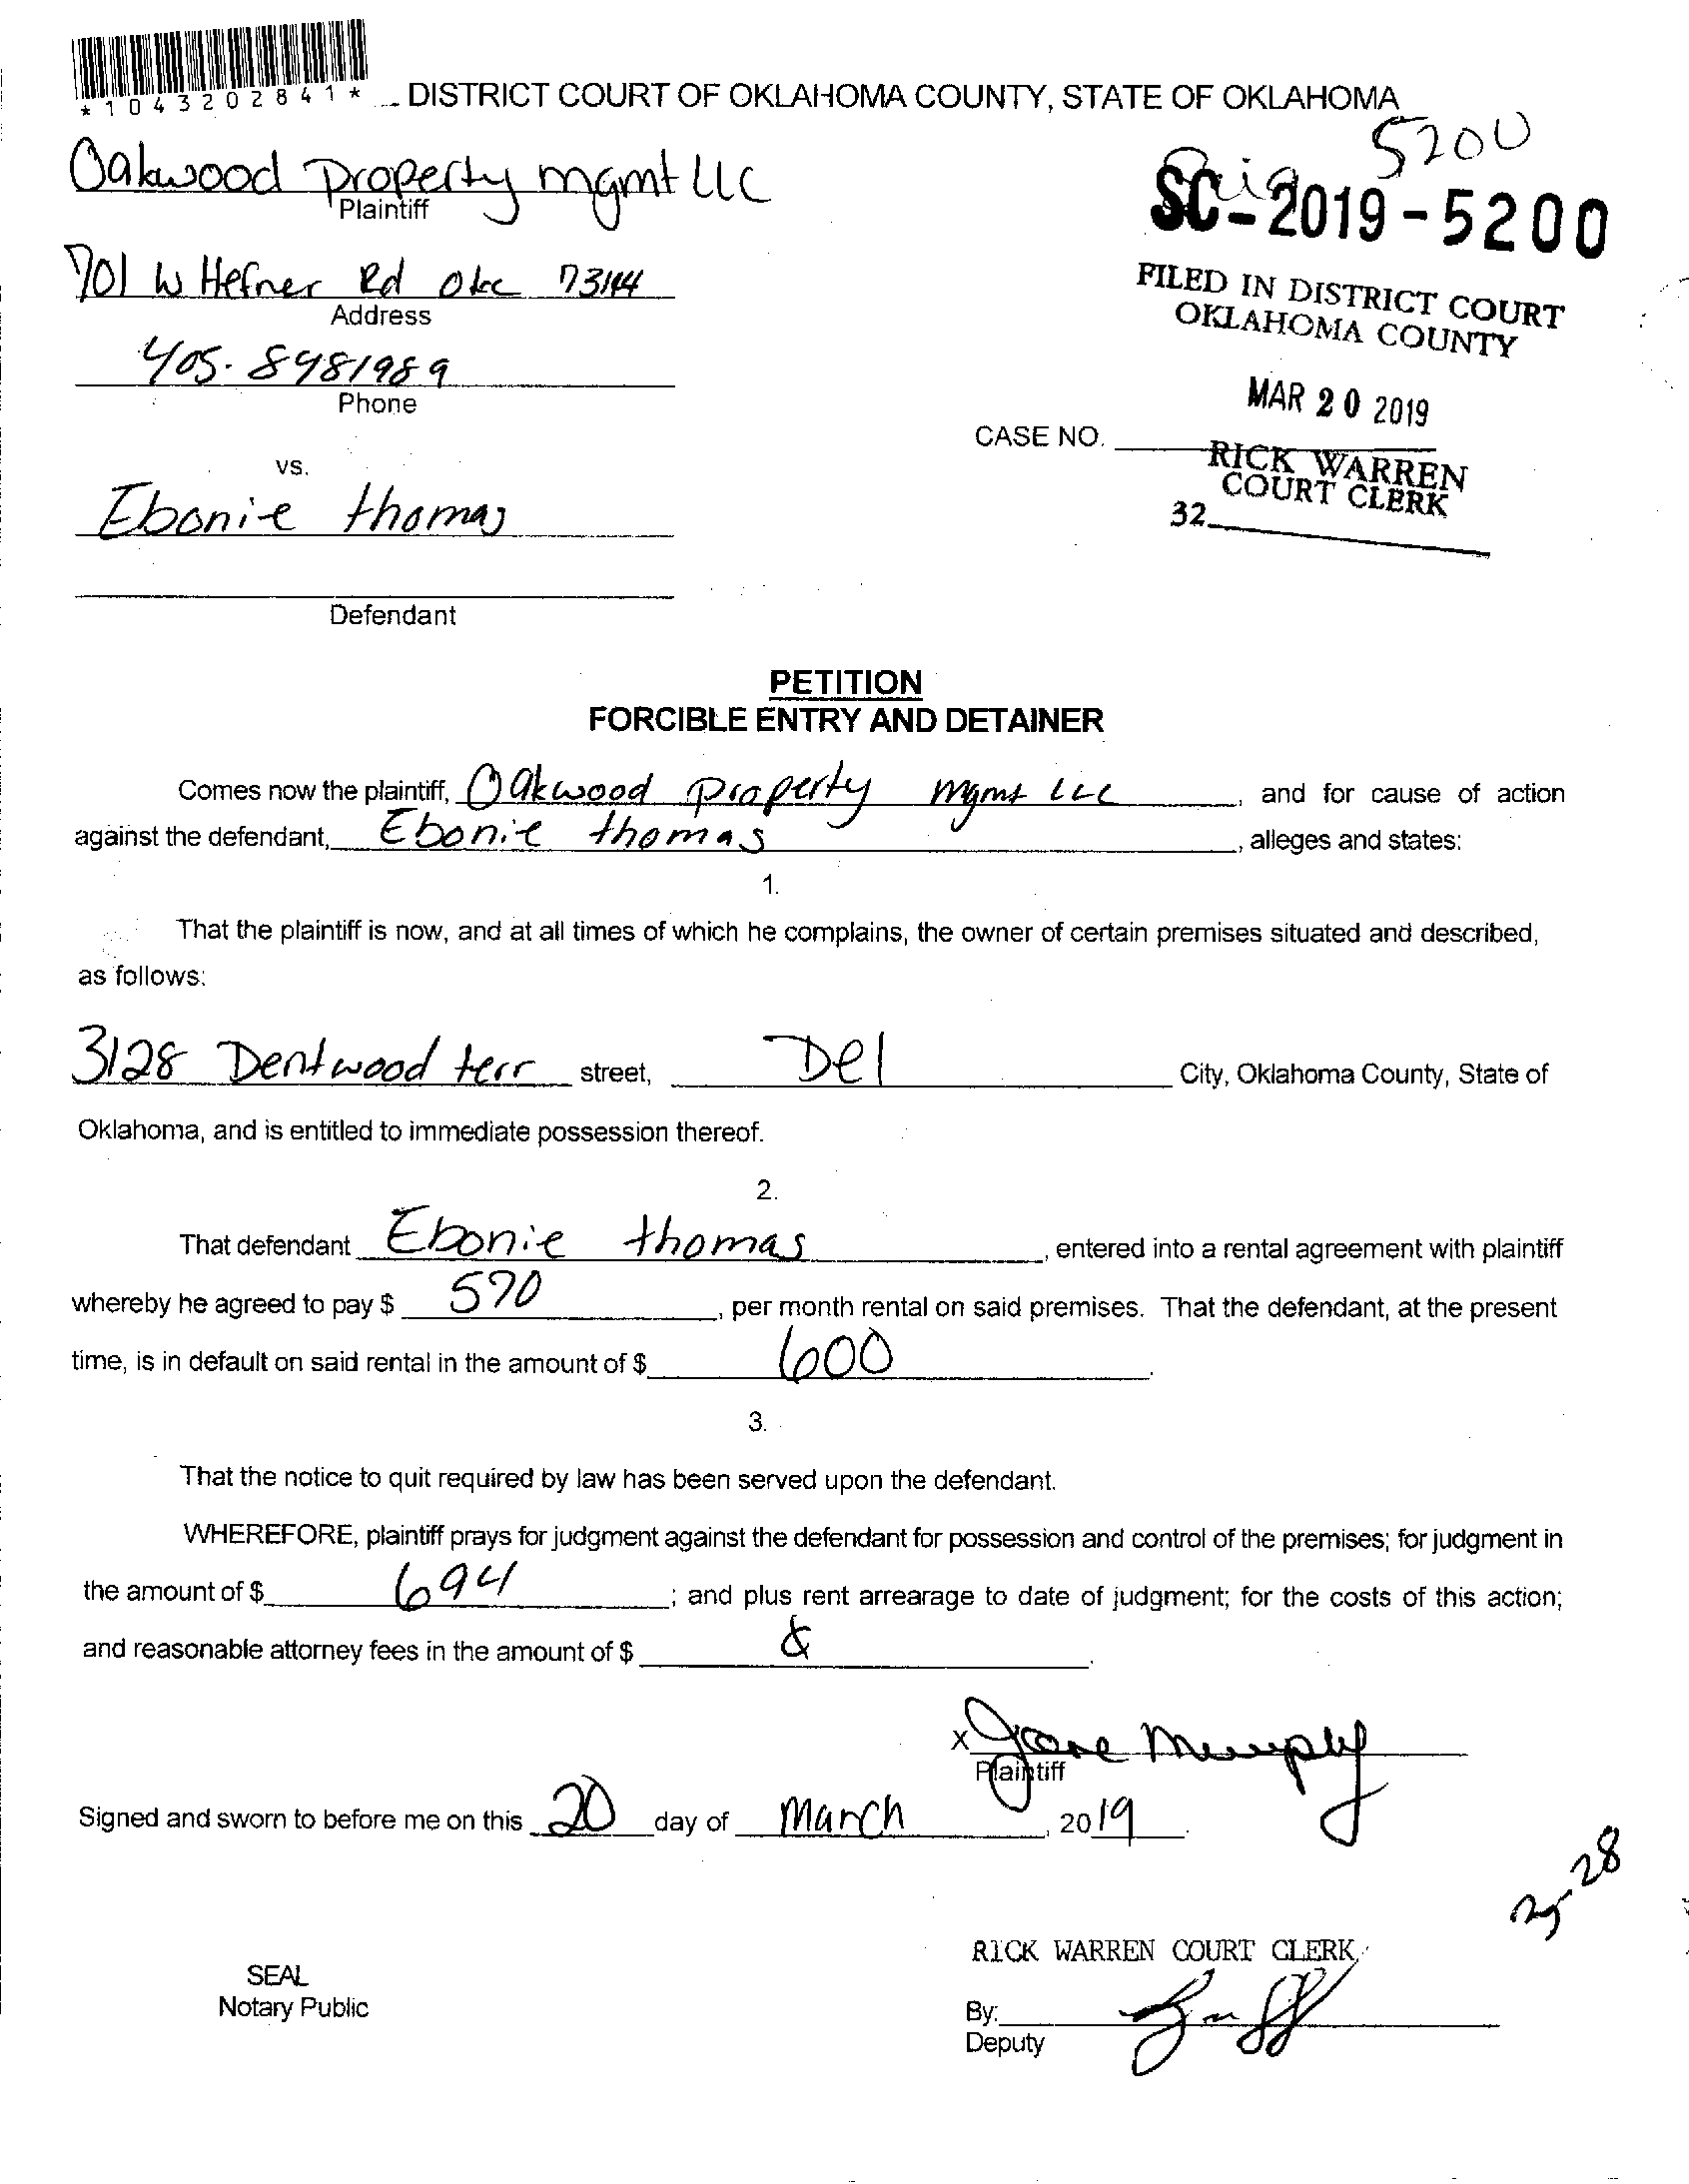 *1043202841*
DISTRICT COURT OF OKLAHOMA COUNTY, STATE OF OKLAHOMA
5200
Oakwood Property mgmt LLC
Plaintiff
SC-2019-5200
701 W Hefner Rd Okc 73144
Address
FILED IN DISTRICT COURT
OKLAHOMA COUNTY
405-8481989
Phone
MAR 20 2019
CASE NO.
RICK WARREN
COURT CLERK
32
vs.
Ebonie thomas
Defendant
PETITION
FORCIBLE ENTRY AND DETAINER
Comes now the plaintiff, Oakwood Property Mgmt LLC, and for cause of action
against the defendant, Ebonie thomas, alleges and states:
1.
That the plaintiff is now, and at all times of which he complains, the owner of certain premises situated and described,
as follows:
3128 Dentwood terr street, Del City, Oklahoma County, State of
Oklahoma, and is entitled to immediate possession thereof.
2.
That defendant Ebonie thomas, entered into a rental agreement with plaintiff
whereby he agreed to pay $ 570, per month rental on said premises. That the defendant, at the present
time, is in default on said rental in the amount of $ 600.
3.
That the notice to quit required by law has been served upon the defendant.
WHEREFORE, plaintiff prays for judgment against the defendant for possession and control of the premises; for judgment in
the amount of $ 694; and plus rent arrearage to date of judgment; for the costs of this action;
and reasonable attorney fees in the amount of $
x Jane Murphy
Plaintiff
Signed and sworn to before me on this 20 day of March, 2019.
28
RICK WARREN COURT CLERK
SEAL
Notary Public
By:
Deputy